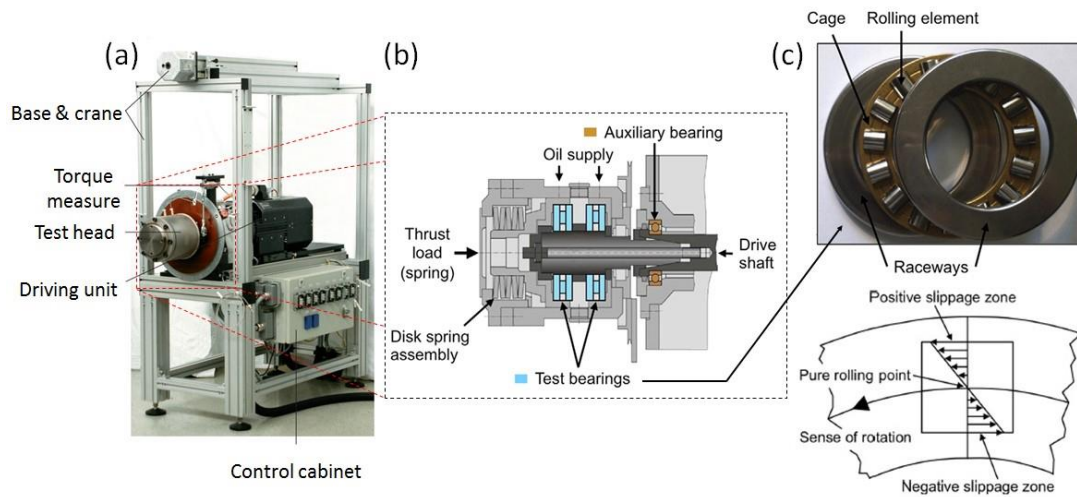 (a)
Base & crane
Torque
measure
Test head
Driving unit
Control cabinet
(b)
Auxiliary bearing
Oil supply
Thrust
load
(spring)
Drive
shaft
Disk spring
assembly
Test bearings
(c)
Cage
Rolling element
Raceways
Positive slippage zone
Pure rolling point
Sense of rotation
Negative slippage zone